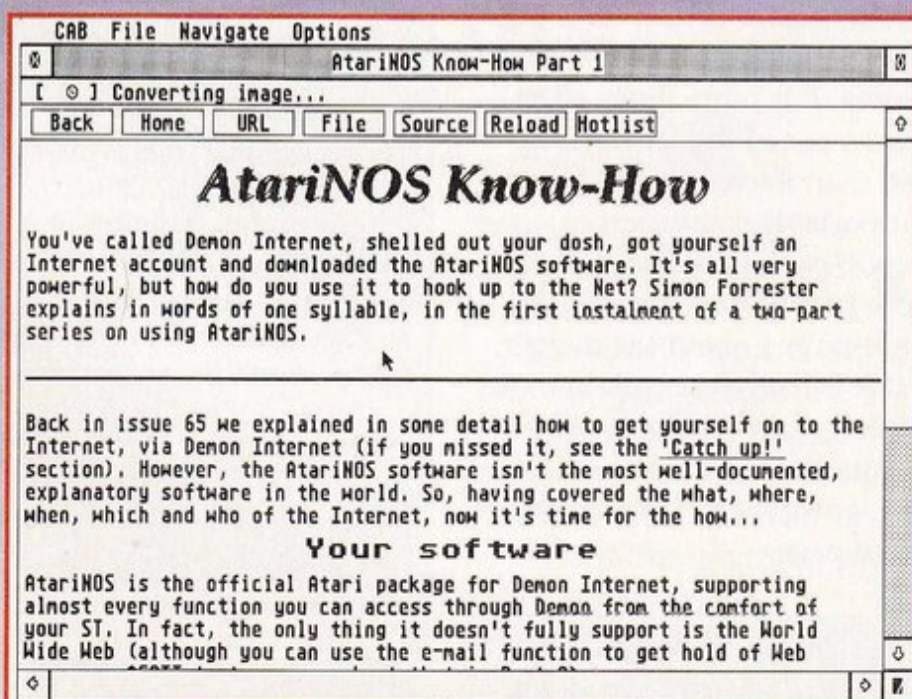 CAB File Navigate Options
AtariNOS Know-How Part 1
[ ⊙ ] Converting image...
Back Home URL File Source Reload Hotlist
AtariNOS Know-How
You've called Demon Internet, shelled out your dosh, got yourself an
Internet account and downloaded the AtariNOS software. It's all very
powerful, but how do you use it to hook up to the Net? Simon Forrester
explains in words of one syllable, in the first instalment of a two-part
series on using AtariNOS.
Back in issue 65 we explained in some detail how to get yourself on to the
Internet, via Demon Internet (if you missed it, see the 'Catch up!'
section). However, the AtariNOS software isn't the most well-documented,
explanatory software in the world. So, having covered the what, where,
when, which and who of the Internet, now it's time for the how...
Your software
AtariNOS is the official Atari package for Demon Internet, supporting
almost every function you can access through Demon from the comfort of
your ST. In fact, the only thing it doesn't fully support is the World
Wide Web (although you can use the e-mail function to get hold of Web